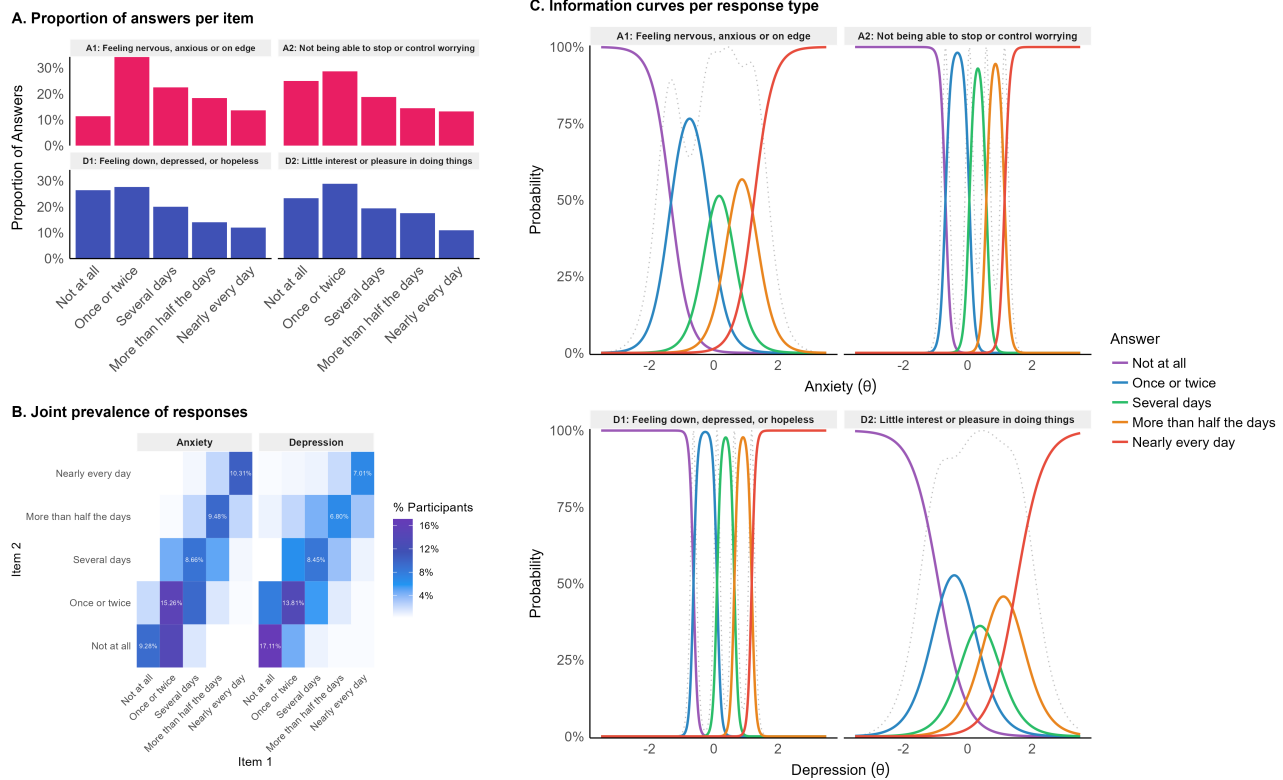 A. Proportion of answers per item
A1: Feeling nervous, anxious or on edge
A2: Not being able to stop or control worrying
30%
20%
10%
0%
D1: Feeling down, depressed, or hopeless
D2: Little interest or pleasure in doing things
30%
20%
10%
0%
Proportion of Answers
Not at all
Once or twice
Several days
More than half the days
Nearly every day
Not at all
Once or twice
Several days
More than half the days
Nearly every day
B. Joint prevalence of responses
Anxiety
Depression
Nearly every day
More than half the days
Several days
Once or twice
Not at all
10.31%
7.01%
9.48%
6.80%
8.66%
8.45%
15.26%
13.81%
9.28%
17.11%
Item 2
Not at all
Once or twice
Several days
More than half the days
Nearly every day
Not at all
Once or twice
Several days
More than half the days
Nearly every day
Item 1
% Participants
16%
12%
8%
4%
C. Information curves per response type
A1: Feeling nervous, anxious or on edge
A2: Not being able to stop or control worrying
100%
75%
50%
25%
0%
Probability
-2
0
2
-2
0
2
Anxiety (θ)
D1: Feeling down, depressed, or hopeless
D2: Little interest or pleasure in doing things
100%
75%
50%
25%
0%
Probability
-2
0
2
-2
0
2
Depression (θ)
Answer
Not at all
Once or twice
Several days
More than half the days
Nearly every day